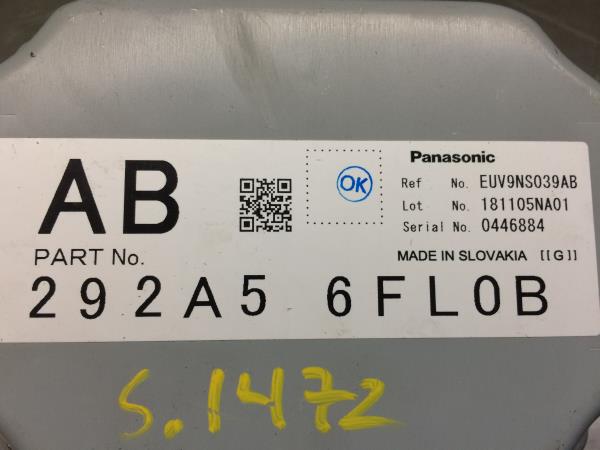 AB
OK
Panasonic
Ref No. EUV9NS039AB
Lot No. 181105NA01
Serial No. 0446884
PART No.
MADE IN SLOVAKIA [[G]]
292A5 6FL0B
S.1472